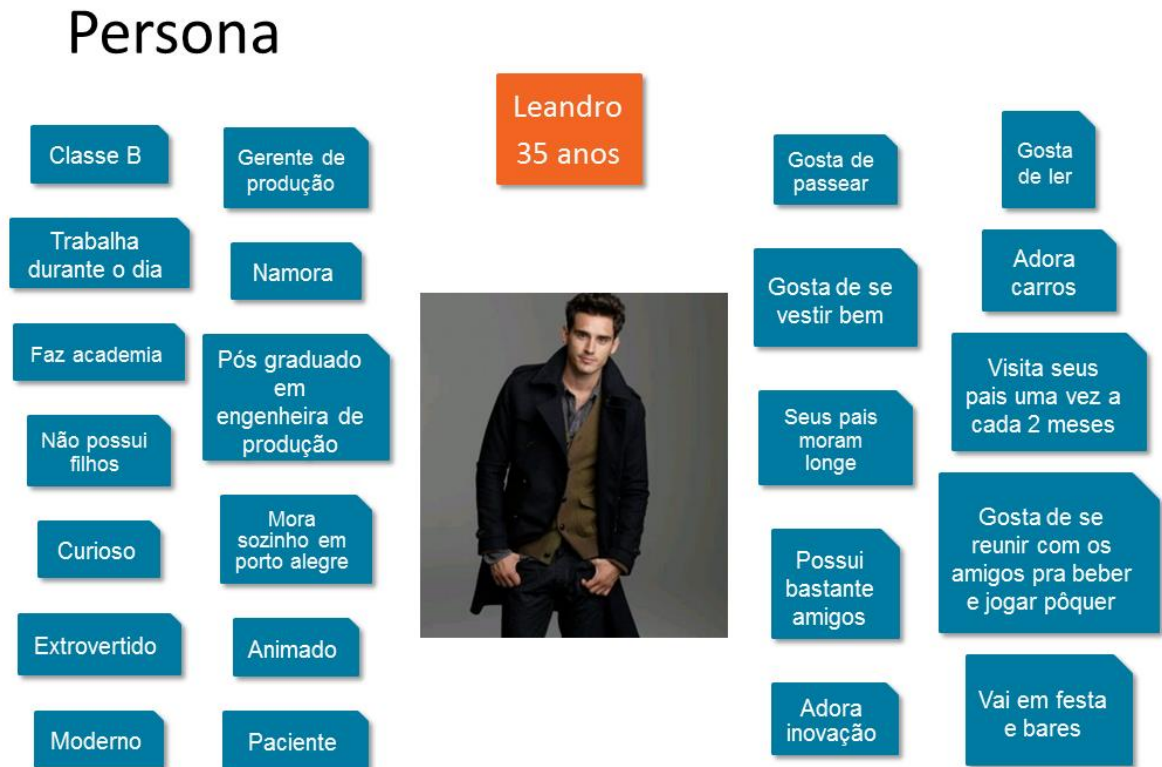 Persona
Leandro
35 anos
Classe B
Gerente de
produção
Trabalha
durante o dia
Namora
Faz academia
Pós graduado
em
engenheira de
produção
Não possui
filhos
Mora
sozinho em
porto alegre
Curioso
Extrovertido
Animado
Moderno
Paciente
Gosta de
passear
Gosta
de ler
Gosta de se
vestir bem
Adora
carros
Seus pais
moram
longe
Visita seus
pais uma vez a
cada 2 meses
Possui
bastante
amigos
Gosta de se
reunir com os
amigos pra beber
e jogar pôquer
Adora
inovação
Vai em festa
e bares